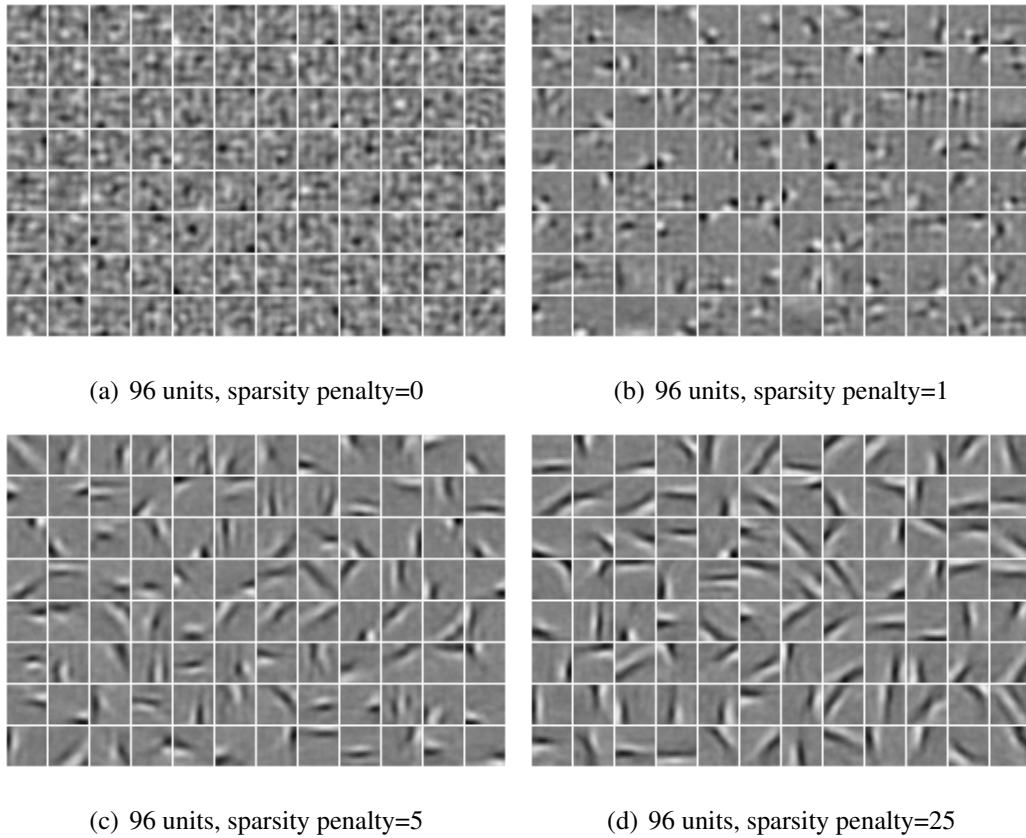 (a) 96 units, sparsity penalty=0
(b) 96 units, sparsity penalty=1
(c) 96 units, sparsity penalty=5
(d) 96 units, sparsity penalty=25